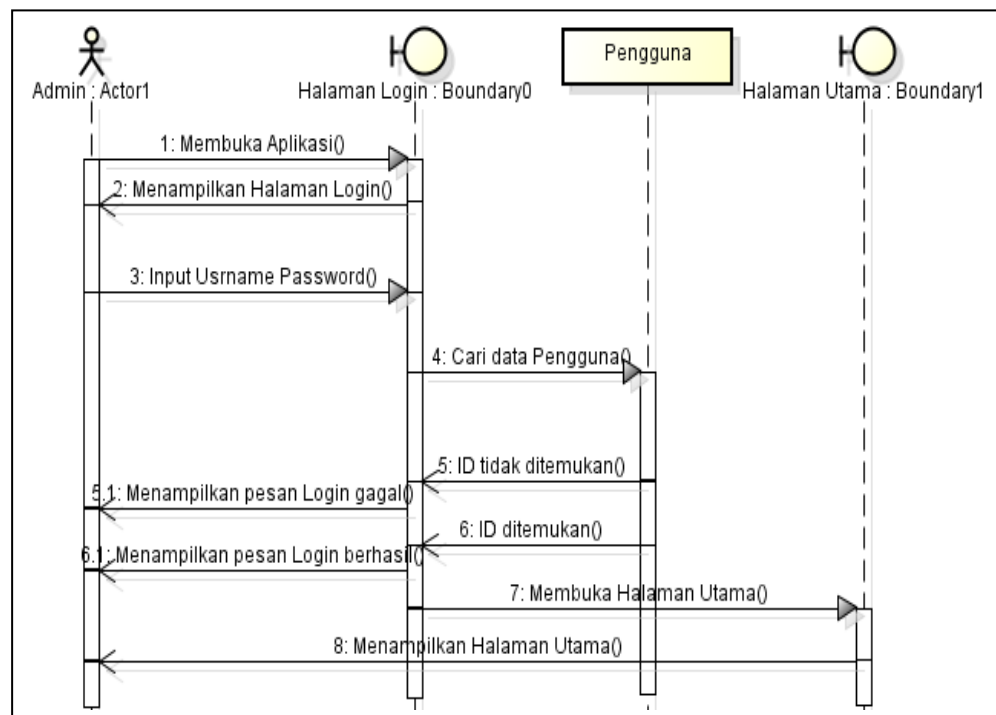 Pengguna
Admin : Actor1
Halaman Login : Boundary0
Halaman Utama : Boundary1
1: Membuka Aplikasi()
2: Menampilkan Halaman Login()
3: Input Usrname Password()
4: Cari data Pengguna()
5: ID tidak ditemukan()
5.1: Menampilkan pesan Login gagal()
6: ID ditemukan()
6.1: Menampilkan pesan Login berhasil()
7: Membuka Halaman Utama()
8: Menampilkan Halaman Utama()